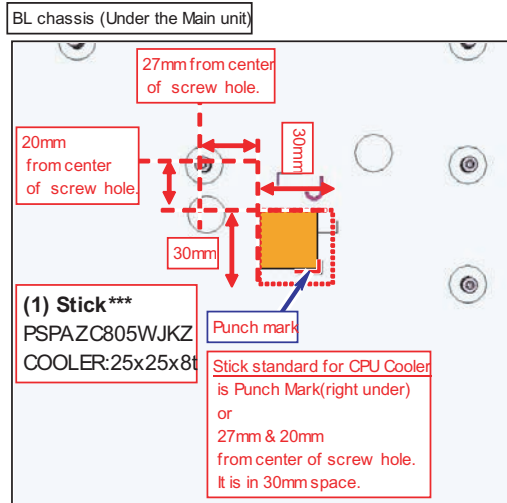 BL chassis (Under the Main unit)
27mm from center
of screw hole.
20mm
from center
of screw hole.
30mm
30mm
(1) Stick***
PSPAZC805WJKZ
COOLER:25x25x8t
Punch mark
Stick standard for CPU Cooler
is Punch Mark(right under)
or
27mm & 20mm
from center of screw hole.
It is in 30mm space.